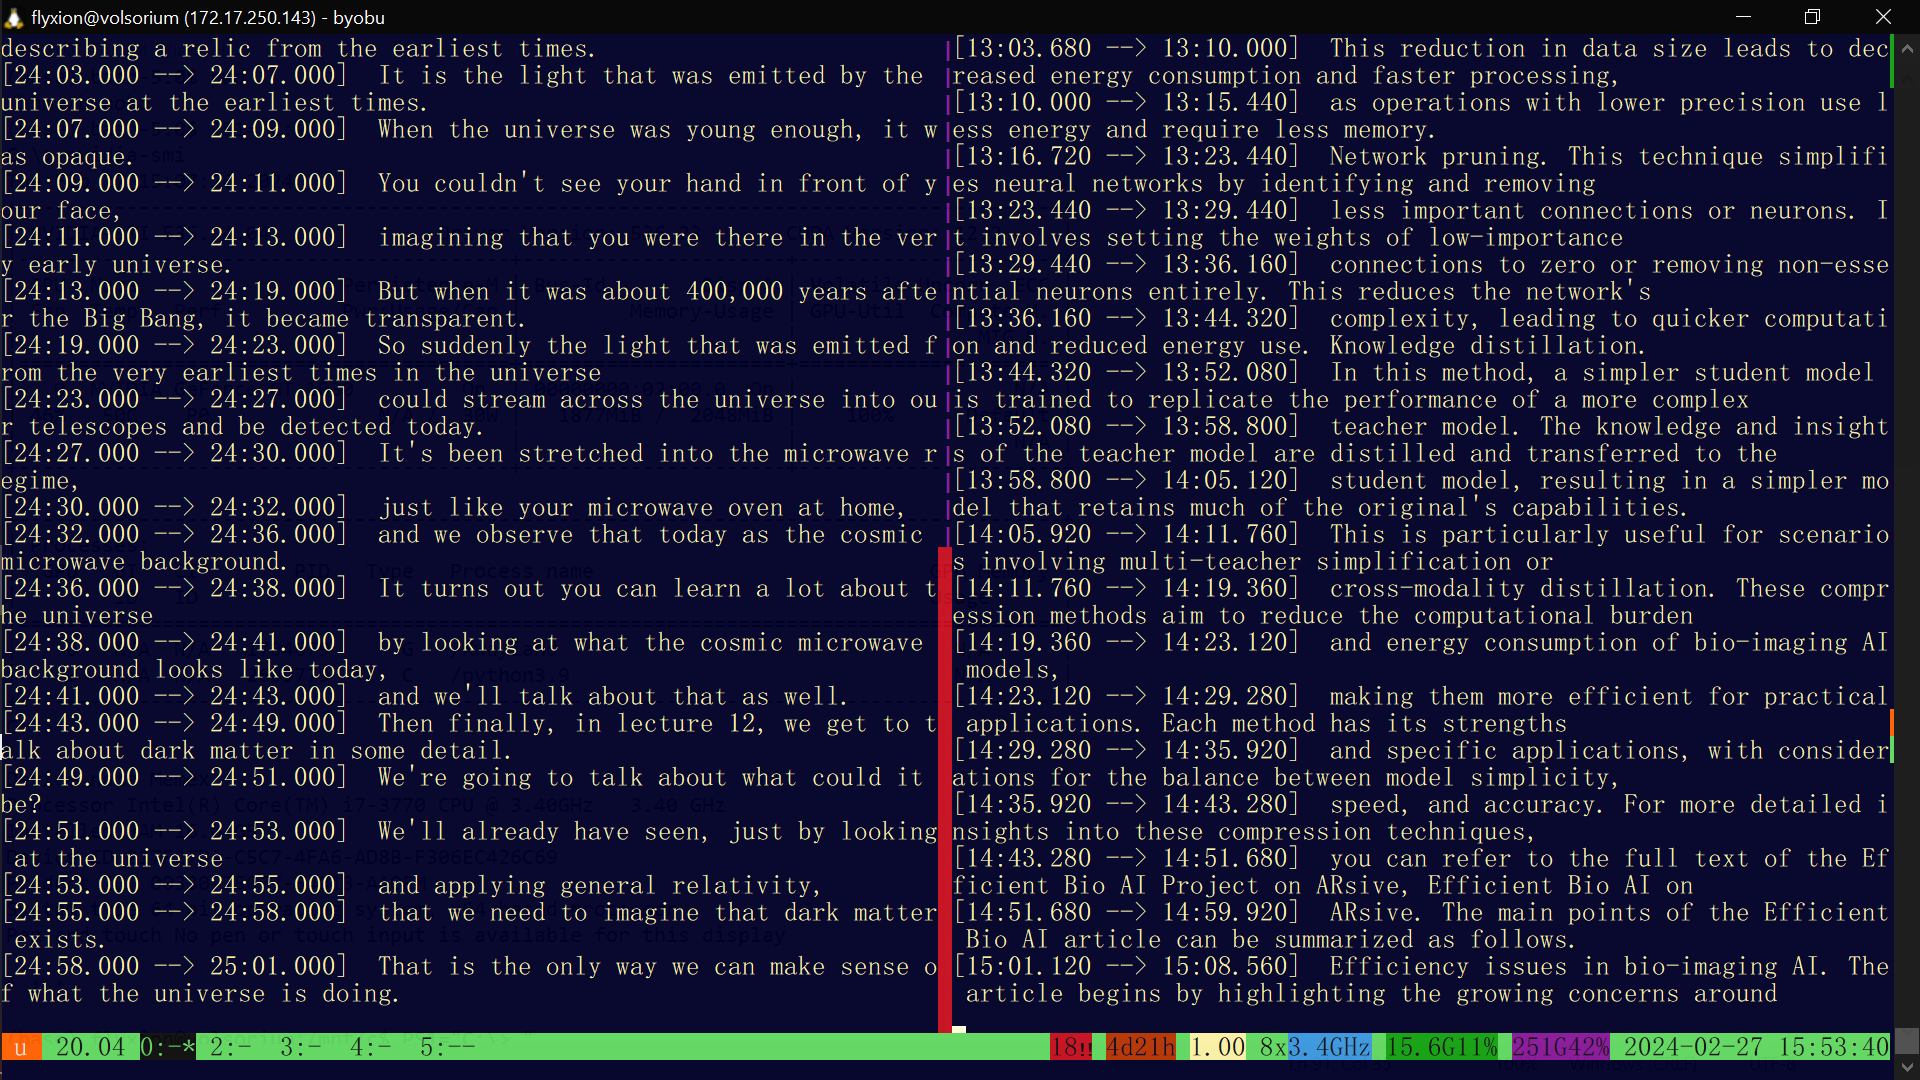 flyxion@volsorium (172.17.250.143) - byobu
describing a relic from the earliest times.
[24:03.000 --> 24:07.000]  It is the light that was emitted by the
universe at the earliest times.
[24:07.000 --> 24:09.000]  When the universe was young enough, it w
as opaque.
[24:09.000 --> 24:11.000]  You couldn't see your hand in front of y
our face,
[24:11.000 --> 24:13.000]  imagining that you were there in the ver
y early universe.
[24:13.000 --> 24:19.000]  But when it was about 400,000 years afte
r the Big Bang, it became transparent.
[24:19.000 --> 24:23.000]  So suddenly the light that was emitted f
rom the very earliest times in the universe
[24:23.000 --> 24:27.000]  could stream across the universe into ou
r telescopes and be detected today.
[24:27.000 --> 24:30.000]  It's been stretched into the microwave r
egime,
[24:30.000 --> 24:32.000]  just like your microwave oven at home,
[24:32.000 --> 24:36.000]  and we observe that today as the cosmic
microwave background.
[24:36.000 --> 24:38.000]  It turns out you can learn a lot about t
he universe
[24:38.000 --> 24:41.000]  by looking at what the cosmic microwave
background looks like today,
[24:41.000 --> 24:43.000]  and we'll talk about that as well.
[24:43.000 --> 24:49.000]  Then finally, in lecture 12, we get to t
alk about dark matter in some detail.
[24:49.000 --> 24:51.000]  We're going to talk about what could it
be?
[24:51.000 --> 24:53.000]  We'll already have seen, just by looking
at the universe
[24:53.000 --> 24:55.000]  and applying general relativity,
[24:55.000 --> 24:58.000]  that we need to imagine that dark matter
exists.
[24:58.000 --> 25:01.000]  That is the only way we can make sense o
f what the universe is doing.
[13:03.680 --> 13:10.000]  This reduction in data size leads to dec
reased energy consumption and faster processing,
[13:10.000 --> 13:15.440]  as operations with lower precision use l
ess energy and require less memory.
[13:16.720 --> 13:23.440]  Network pruning. This technique simplifi
es neural networks by identifying and removing
[13:23.440 --> 13:29.440]  less important connections or neurons. I
t involves setting the weights of low-importance
[13:29.440 --> 13:36.160]  connections to zero or removing non-esse
ntial neurons entirely. This reduces the network's
[13:36.160 --> 13:44.320]  complexity, leading to quicker computati
on and reduced energy use. Knowledge distillation.
[13:44.320 --> 13:52.080]  In this method, a simpler student model
is trained to replicate the performance of a more complex
[13:52.080 --> 13:58.800]  teacher model. The knowledge and insight
s of the teacher model are distilled and transferred to the
[13:58.800 --> 14:05.120]  student model, resulting in a simpler mo
del that retains much of the original's capabilities.
[14:05.920 --> 14:11.760]  This is particularly useful for scenario
s involving multi-teacher simplification or
[14:11.760 --> 14:19.360]  cross-modality distillation. These compr
ession methods aim to reduce the computational burden
[14:19.360 --> 14:23.120]  and energy consumption of bio-imaging AI
models,
[14:23.120 --> 14:29.280]  making them more efficient for practical
applications. Each method has its strengths
[14:29.280 --> 14:35.920]  and specific applications, with consider
ations for the balance between model simplicity,
[14:35.920 --> 14:43.280]  speed, and accuracy. For more detailed i
nsights into these compression techniques,
[14:43.280 --> 14:51.680]  you can refer to the full text of the Ef
ficient Bio AI Project on ARsive, Efficient Bio AI on
[14:51.680 --> 14:59.920]  ARsive. The main points of the Efficient
Bio AI article can be summarized as follows.
[15:01.120 --> 15:08.560]  Efficiency issues in bio-imaging AI. The
article begins by highlighting the growing concerns around
u 20.04 0:-* 2:- 3:- 4:- 5:-- 18!! 4d21h 1.00 8x3.4GHz 15.6G11% 251G42% 2024-02-27 15:53:40